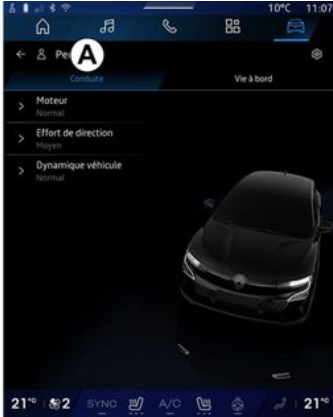 10°C 11:07
A
Conduite Vie à bord
Moteur
Normal
Effort de direction
Moyen
Dynamique véhicule
Normal
21°° 2 SYNC A/C 21°°